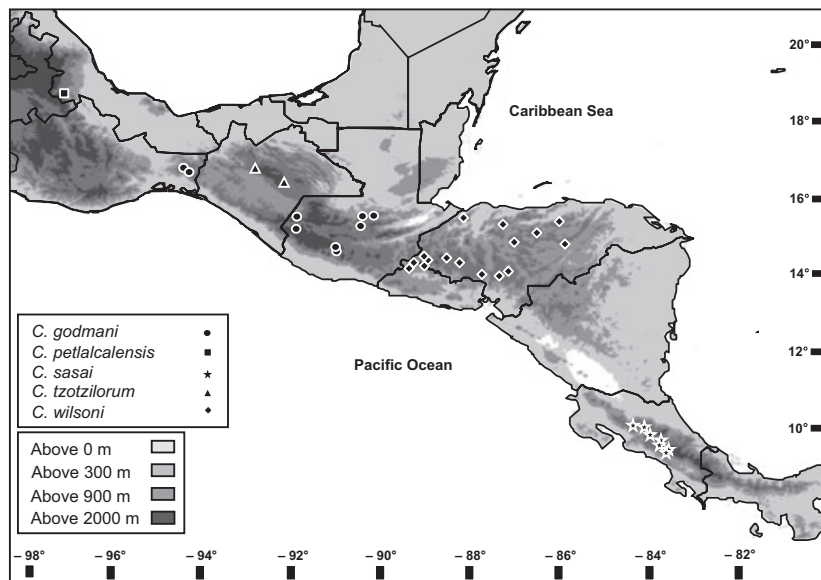 20°
Caribbean Sea
18°
16°
14°
C. godmani
C. petlalcalensis
C. sasai
C. tzotzilorum
C. wilsoni
Pacific Ocean
12°
10°
Above 0 m
Above 300 m
Above 900 m
Above 2000 m
– 98° – 96° – 94° – 92° – 90° – 88° – 86° – 84° – 82°